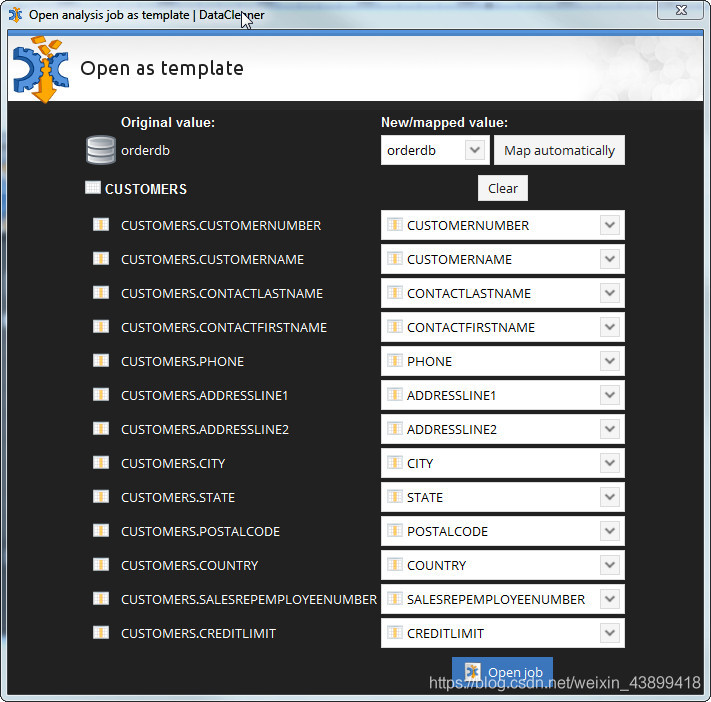 Open analysis job as template | DataCleaner
Open as template
Original value: New/mapped value:
orderdb orderdb Map automatically
CUSTOMERS Clear
CUSTOMERS.CUSTOMERNUMBER CUSTOMERNUMBER
CUSTOMERS.CUSTOMERNAME CUSTOMERNAME
CUSTOMERS.CONTACTLASTNAME CONTACTLASTNAME
CUSTOMERS.CONTACTFIRSTNAME CONTACTFIRSTNAME
CUSTOMERS.PHONE PHONE
CUSTOMERS.ADDRESSLINE1 ADDRESSLINE1
CUSTOMERS.ADDRESSLINE2 ADDRESSLINE2
CUSTOMERS.CITY CITY
CUSTOMERS.STATE STATE
CUSTOMERS.POSTALCODE POSTALCODE
CUSTOMERS.COUNTRY COUNTRY
CUSTOMERS.SALESREPEMPLOYEENUMBER SALESREPEMPLOYEENUMBER
CUSTOMERS.CREDITLIMIT CREDITLIMIT
Open job
https://blog.csdn.net/weixin_43899418